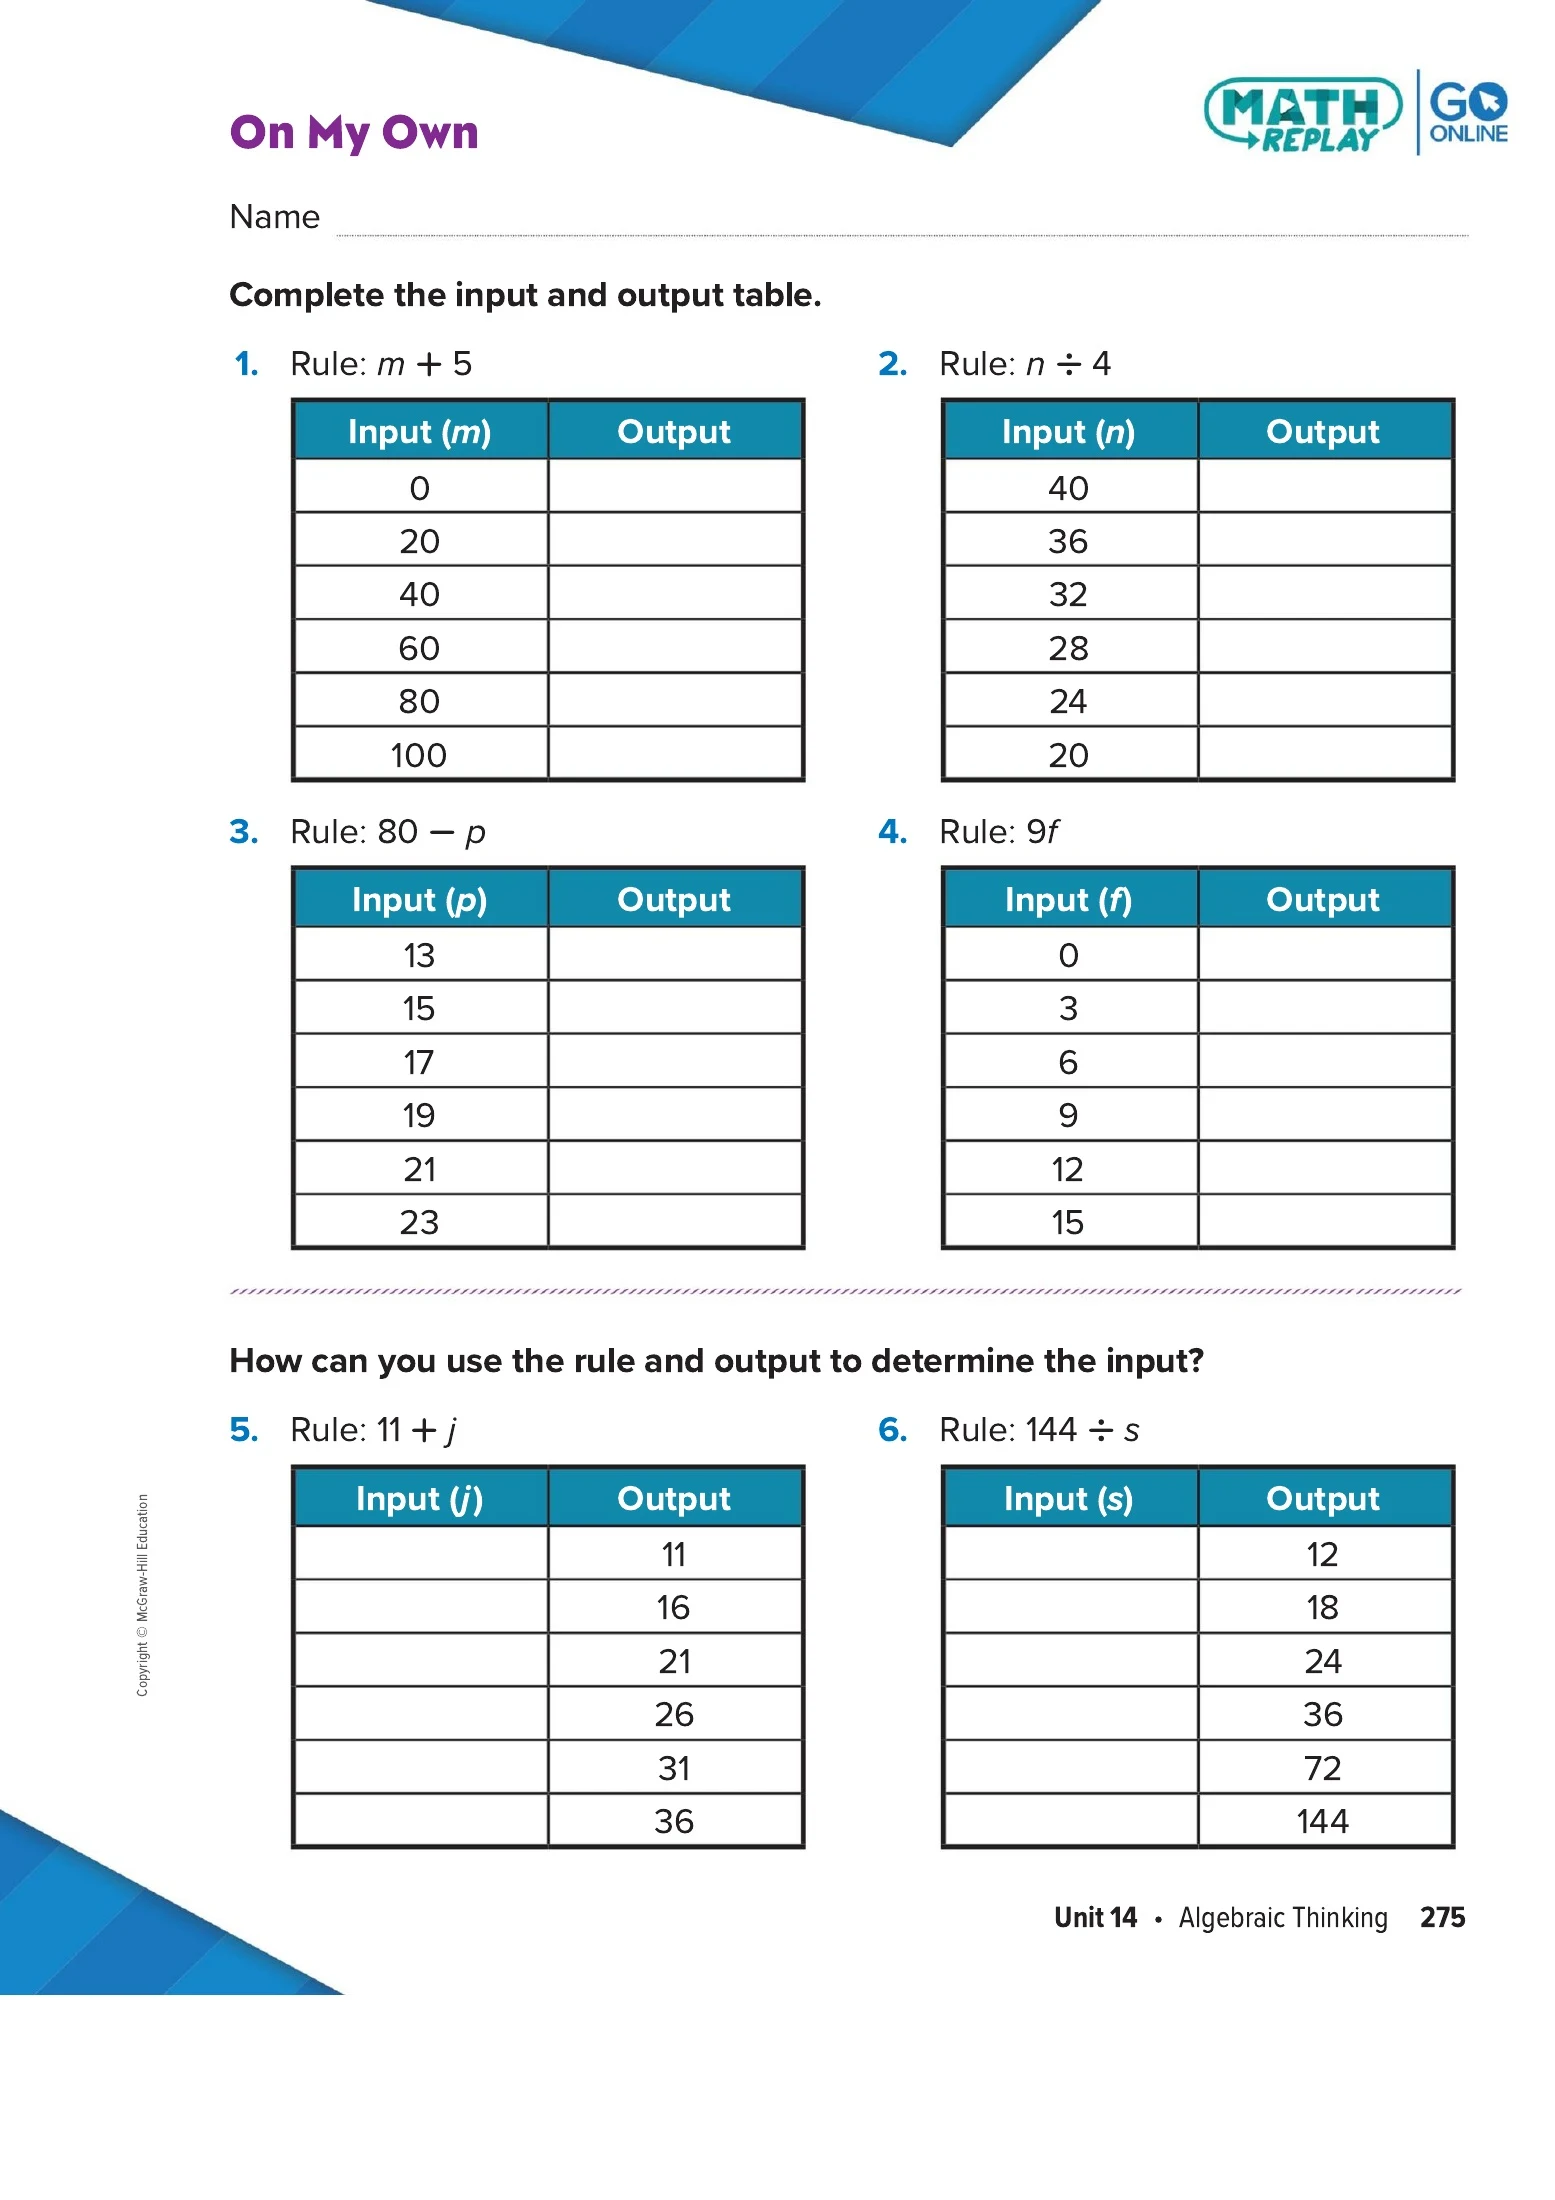 On My Own
MATH REPLAY
GO ONLINE
Name
Complete the input and output table.
1. Rule: m + 5
Input (m) Output
0
20
40
60
80
100
2. Rule: n ÷ 4
Input (n) Output
40
36
32
28
24
20
3. Rule: 80 − p
Input (p) Output
13
15
17
19
21
23
4. Rule: 9f
Input (f) Output
0
3
6
9
12
15
How can you use the rule and output to determine the input?
5. Rule: 11 + j
Input (j) Output
11
16
21
26
31
36
6. Rule: 144 ÷ s
Input (s) Output
12
18
24
36
72
144
Copyright © McGraw-Hill Education
Unit 14 • Algebraic Thinking 275